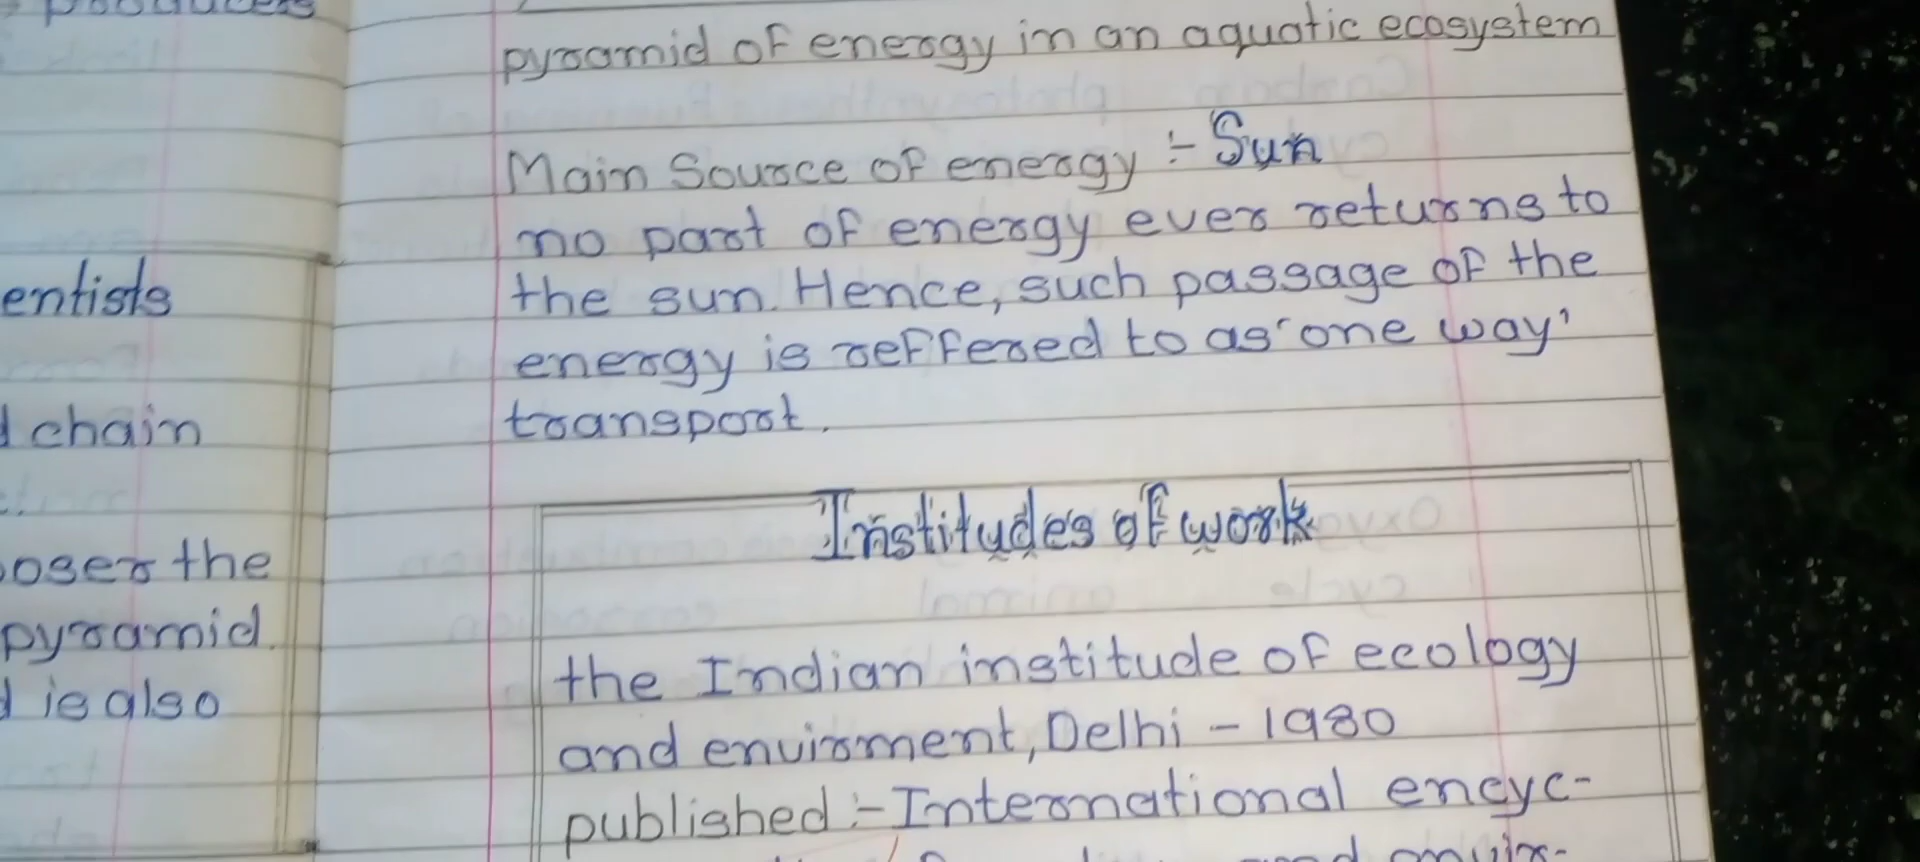 producers
entists
chain
oser the
pyramid
is also
pyramid of energy in an aquatic ecosystem
Main Source of energy :- Sun
no part of energy ever returns to
the sun. Hence, such passage of the
energy is reffered to as 'one way'
transport.
Institudes of work
the Indian institude of ecology
and envirment, Delhi - 1980
published :- International encyc-